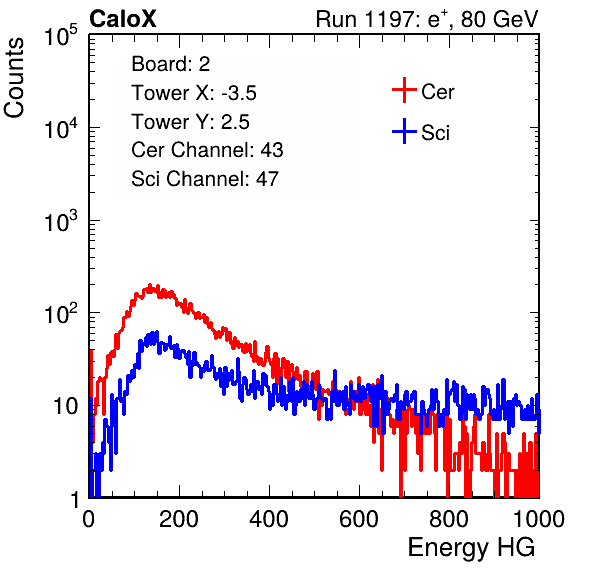 CaloX Run 1197: e⁺, 80 GeV
Counts
10⁵
10⁴
10³
10²
10
1
Board: 2
Tower X: -3.5
Tower Y: 2.5
Cer Channel: 43
Sci Channel: 47
Cer
Sci
0 200 400 600 800 1000
Energy HG